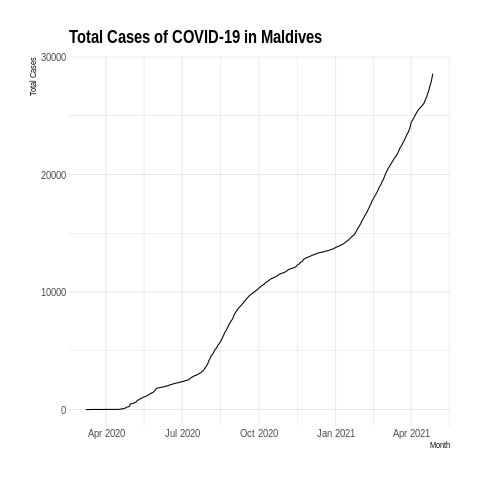 Total Cases of COVID-19 in Maldives
Total Cases
30000
20000
10000
0
Apr 2020
Jul 2020
Oct 2020
Jan 2021
Apr 2021
Month